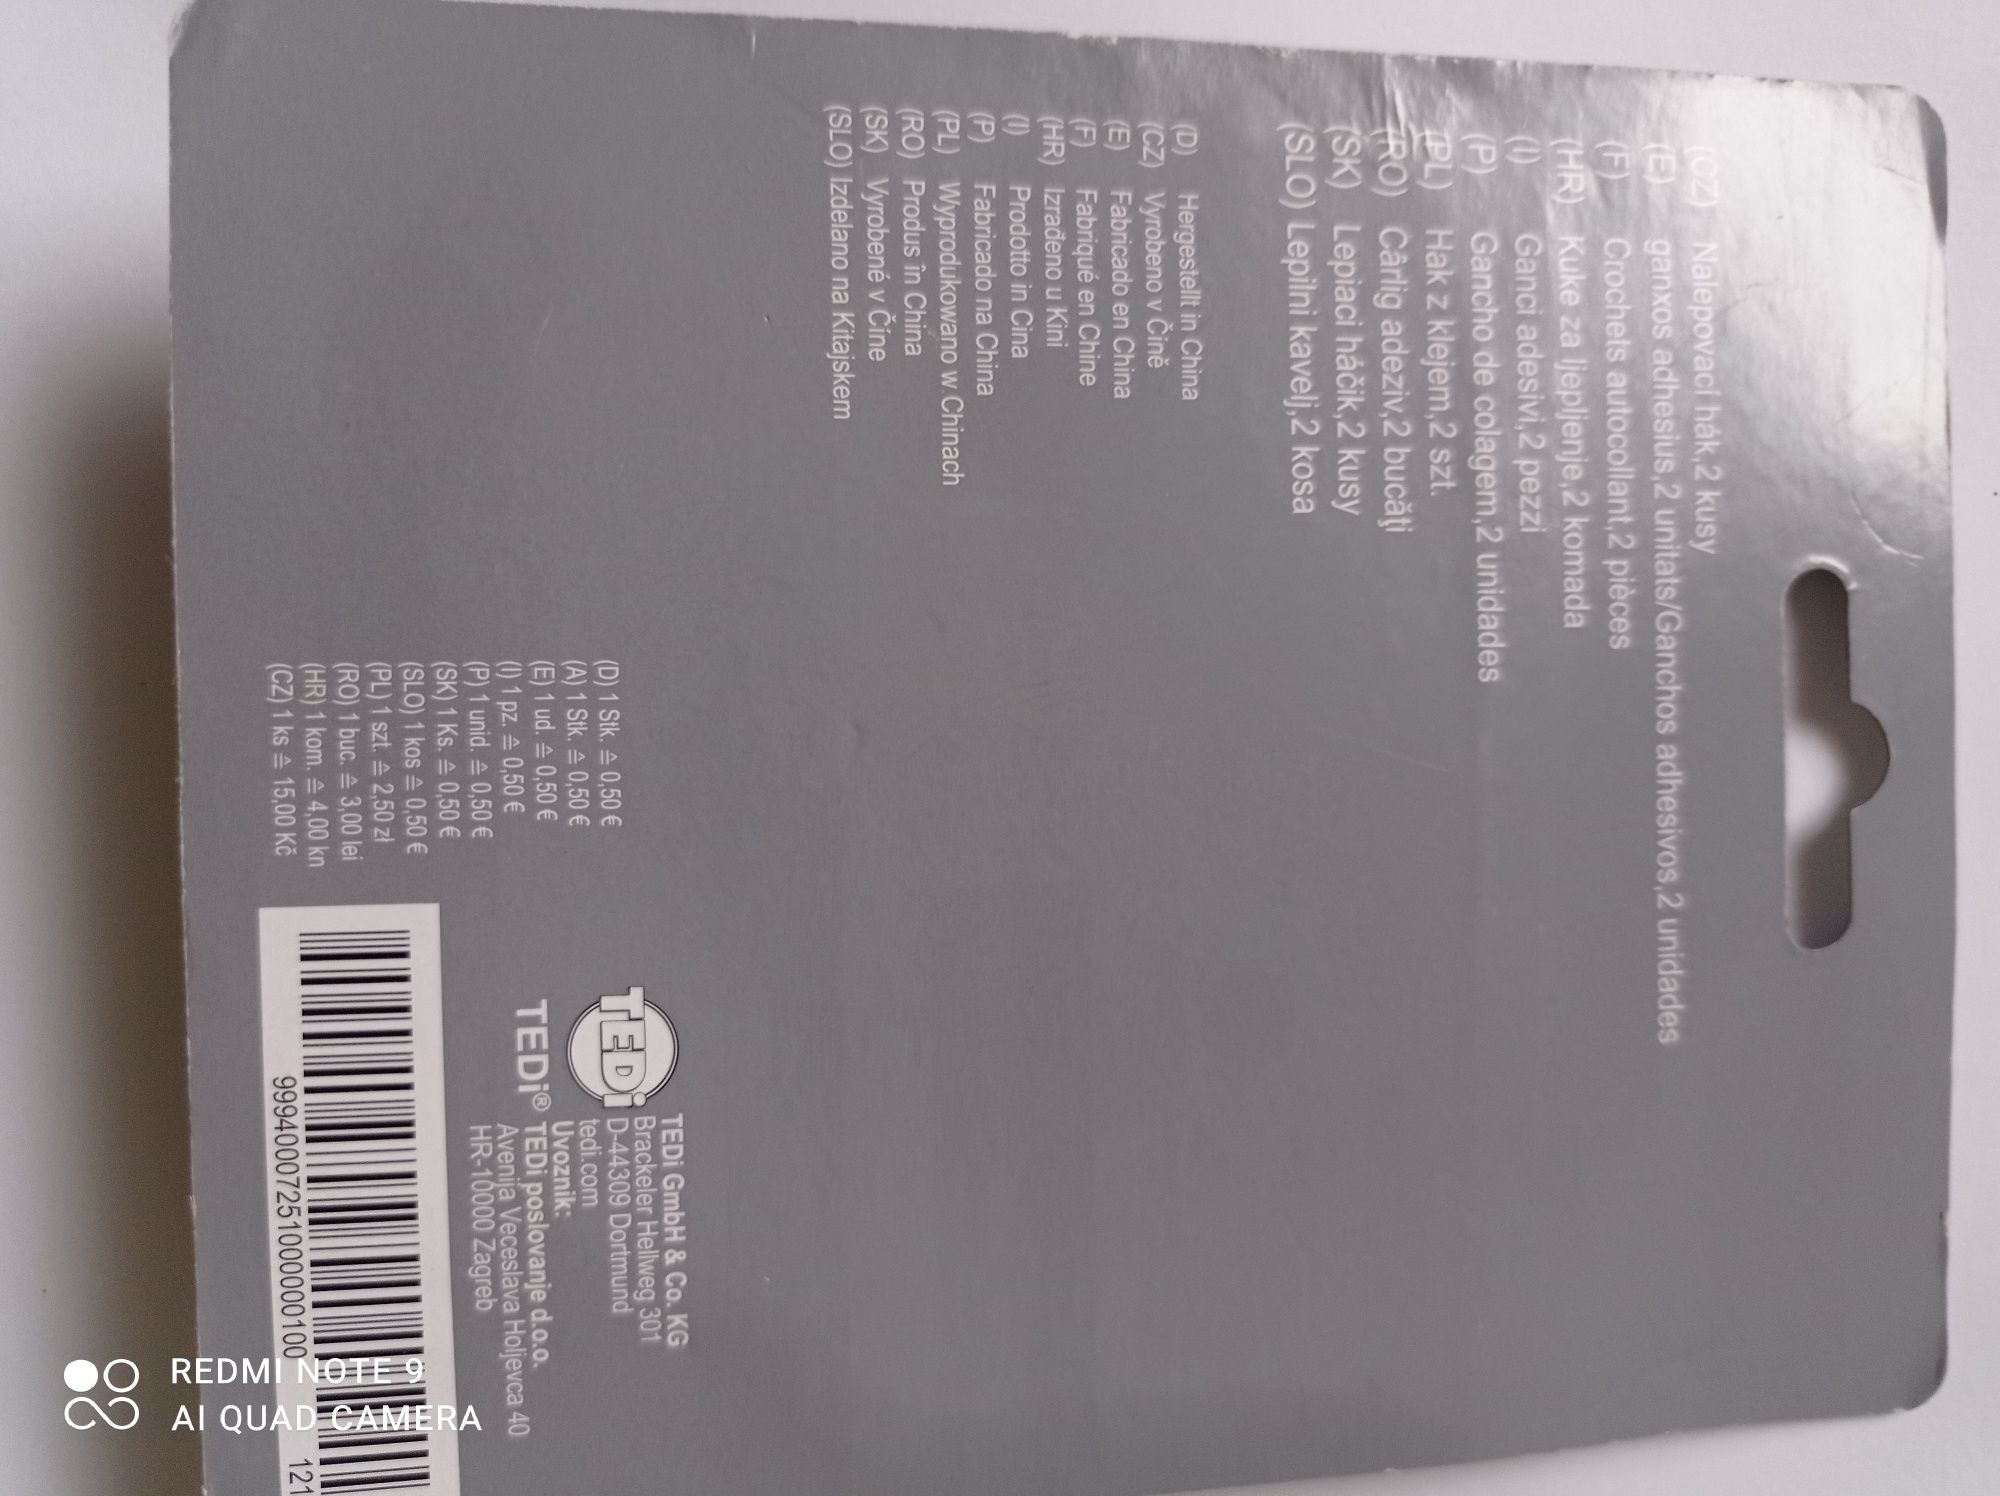 (CZ) Nalepovací hák,2 kusy
(E) ganxos adhesius,2 unitats/Ganchos adhesivos,2 unidades
(F) Crochets autocollant,2 pièces
(HR) Kuke za ljepljenje,2 komada
(I) Ganci adesivi,2 pezzi
(P) Gancho de colagem,2 unidades
(PL) Hak z klejem,2 szt.
(RO) Cârlig adeziv,2 bucăţi
(SK) Lepiaci háčik,2 kusy
(SLO) Lepilni kavelj,2 kosa
(D) Hergestellt in China
(CZ) Vyrobeno v Čině
(E) Fabricado en China
(F) Fabriqué en Chine
(HR) Izrađeno u Kini
(I) Prodotto in Cina
(P) Fabricado na China
(PL) Wyprodukowano w Chinach
(RO) Produs în China
(SK) Vyrobené v Číne
(SLO) Izdelano na Kitajskem
(D) 1 Stk. ≙ 0,50 €
(A) 1 Stk. ≙ 0,50 €
(E) 1 ud. ≙ 0,50 €
(I) 1 pz. ≙ 0,50 €
(P) 1 unid. ≙ 0,50 €
(SK) 1 Ks. ≙ 0,50 €
(SLO) 1 kos ≙ 0,50 €
(PL) 1 szt. ≙ 2,50 zł
(RO) 1 buc. ≙ 3,00 lei
(HR) 1 kom. ≙ 4,00 kn
(CZ) 1 ks ≙ 15,00 Kč
TEDi
TEDi GmbH & Co. KG
Brackeler Hellweg 301
D-44309 Dortmund
tedi.com
Uvoznik:
TEDi® TEDi poslovanje d.o.o.
Avenija Veceslava Holjevca 40
HR-10000 Zagreb
99940007251000000100
121
REDMI NOTE 9
AI QUAD CAMERA